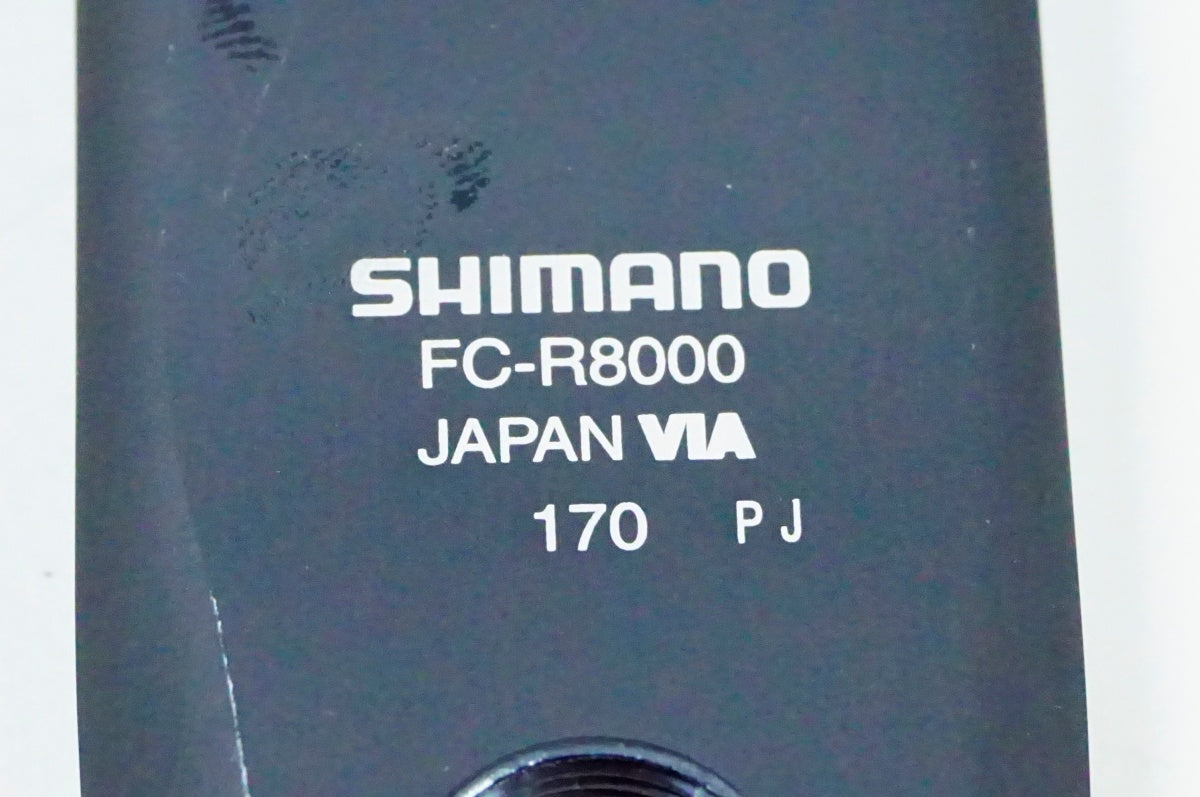 SHIMANO
FC-R8000
JAPAN VIA
170 PJ